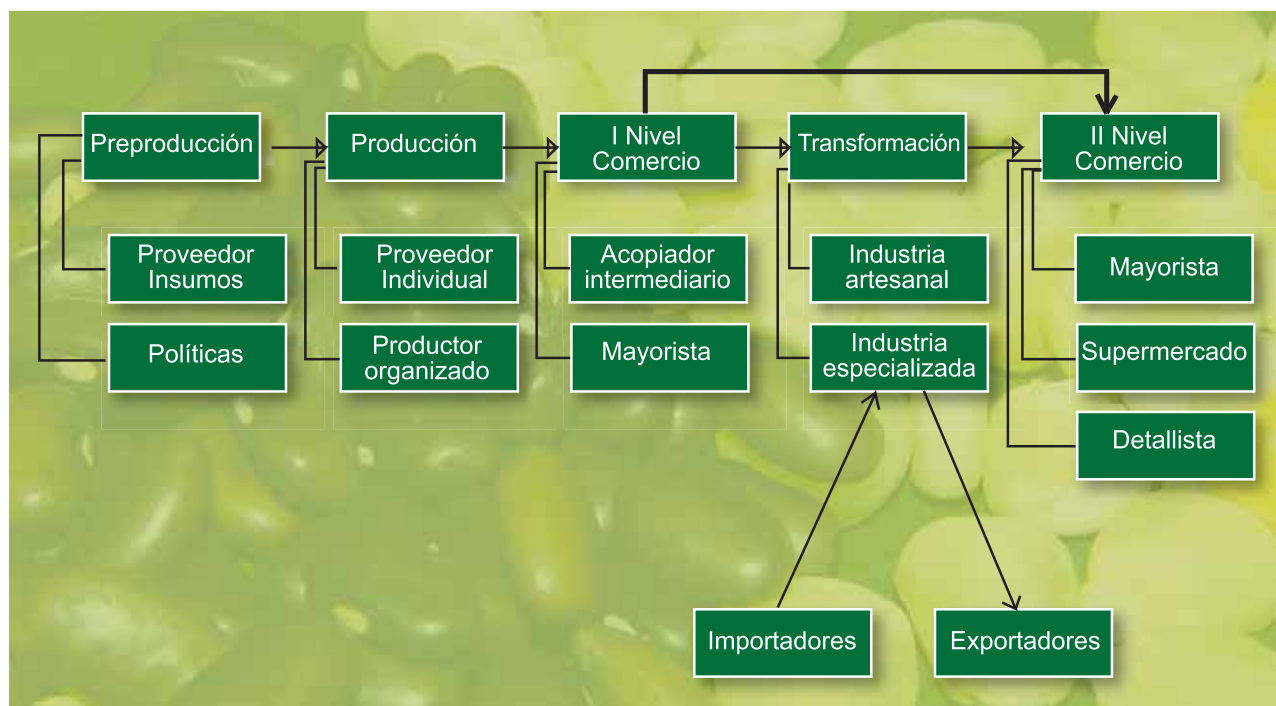 Preproducción
Producción
I Nivel
Comercio
Transformación
II Nivel
Comercio
Proveedor
Insumos
Proveedor
Individual
Acopiador
intermediario
Industria
artesanal
Mayorista
Políticas
Productor
organizado
Mayorista
Industria
especializada
Supermercado
Detallista
Importadores
Exportadores